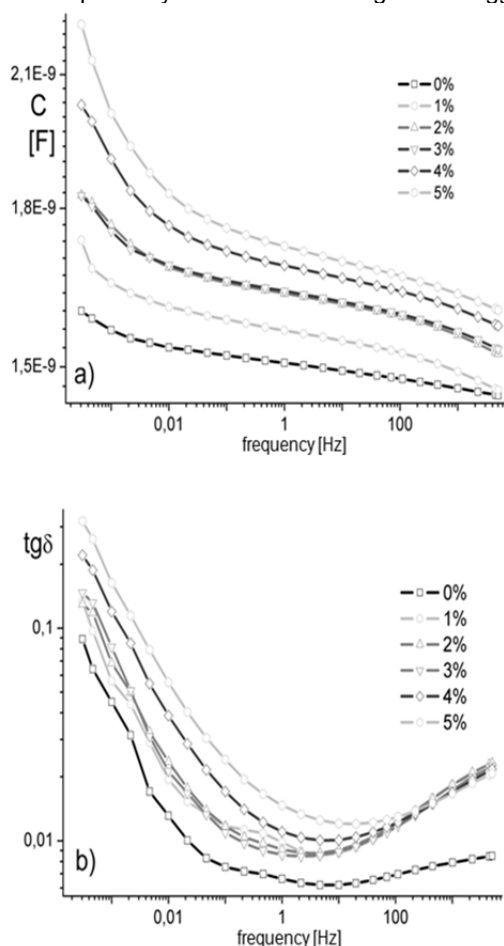 2,1E-9
C
[F]
1,8E-9
1,5E-9
a)
0%
1%
2%
3%
4%
5%
0,01
1
100
frequency [Hz]
tgδ
0,1
0,01
b)
0%
1%
2%
3%
4%
5%
0,01
1
100
frequency [Hz]